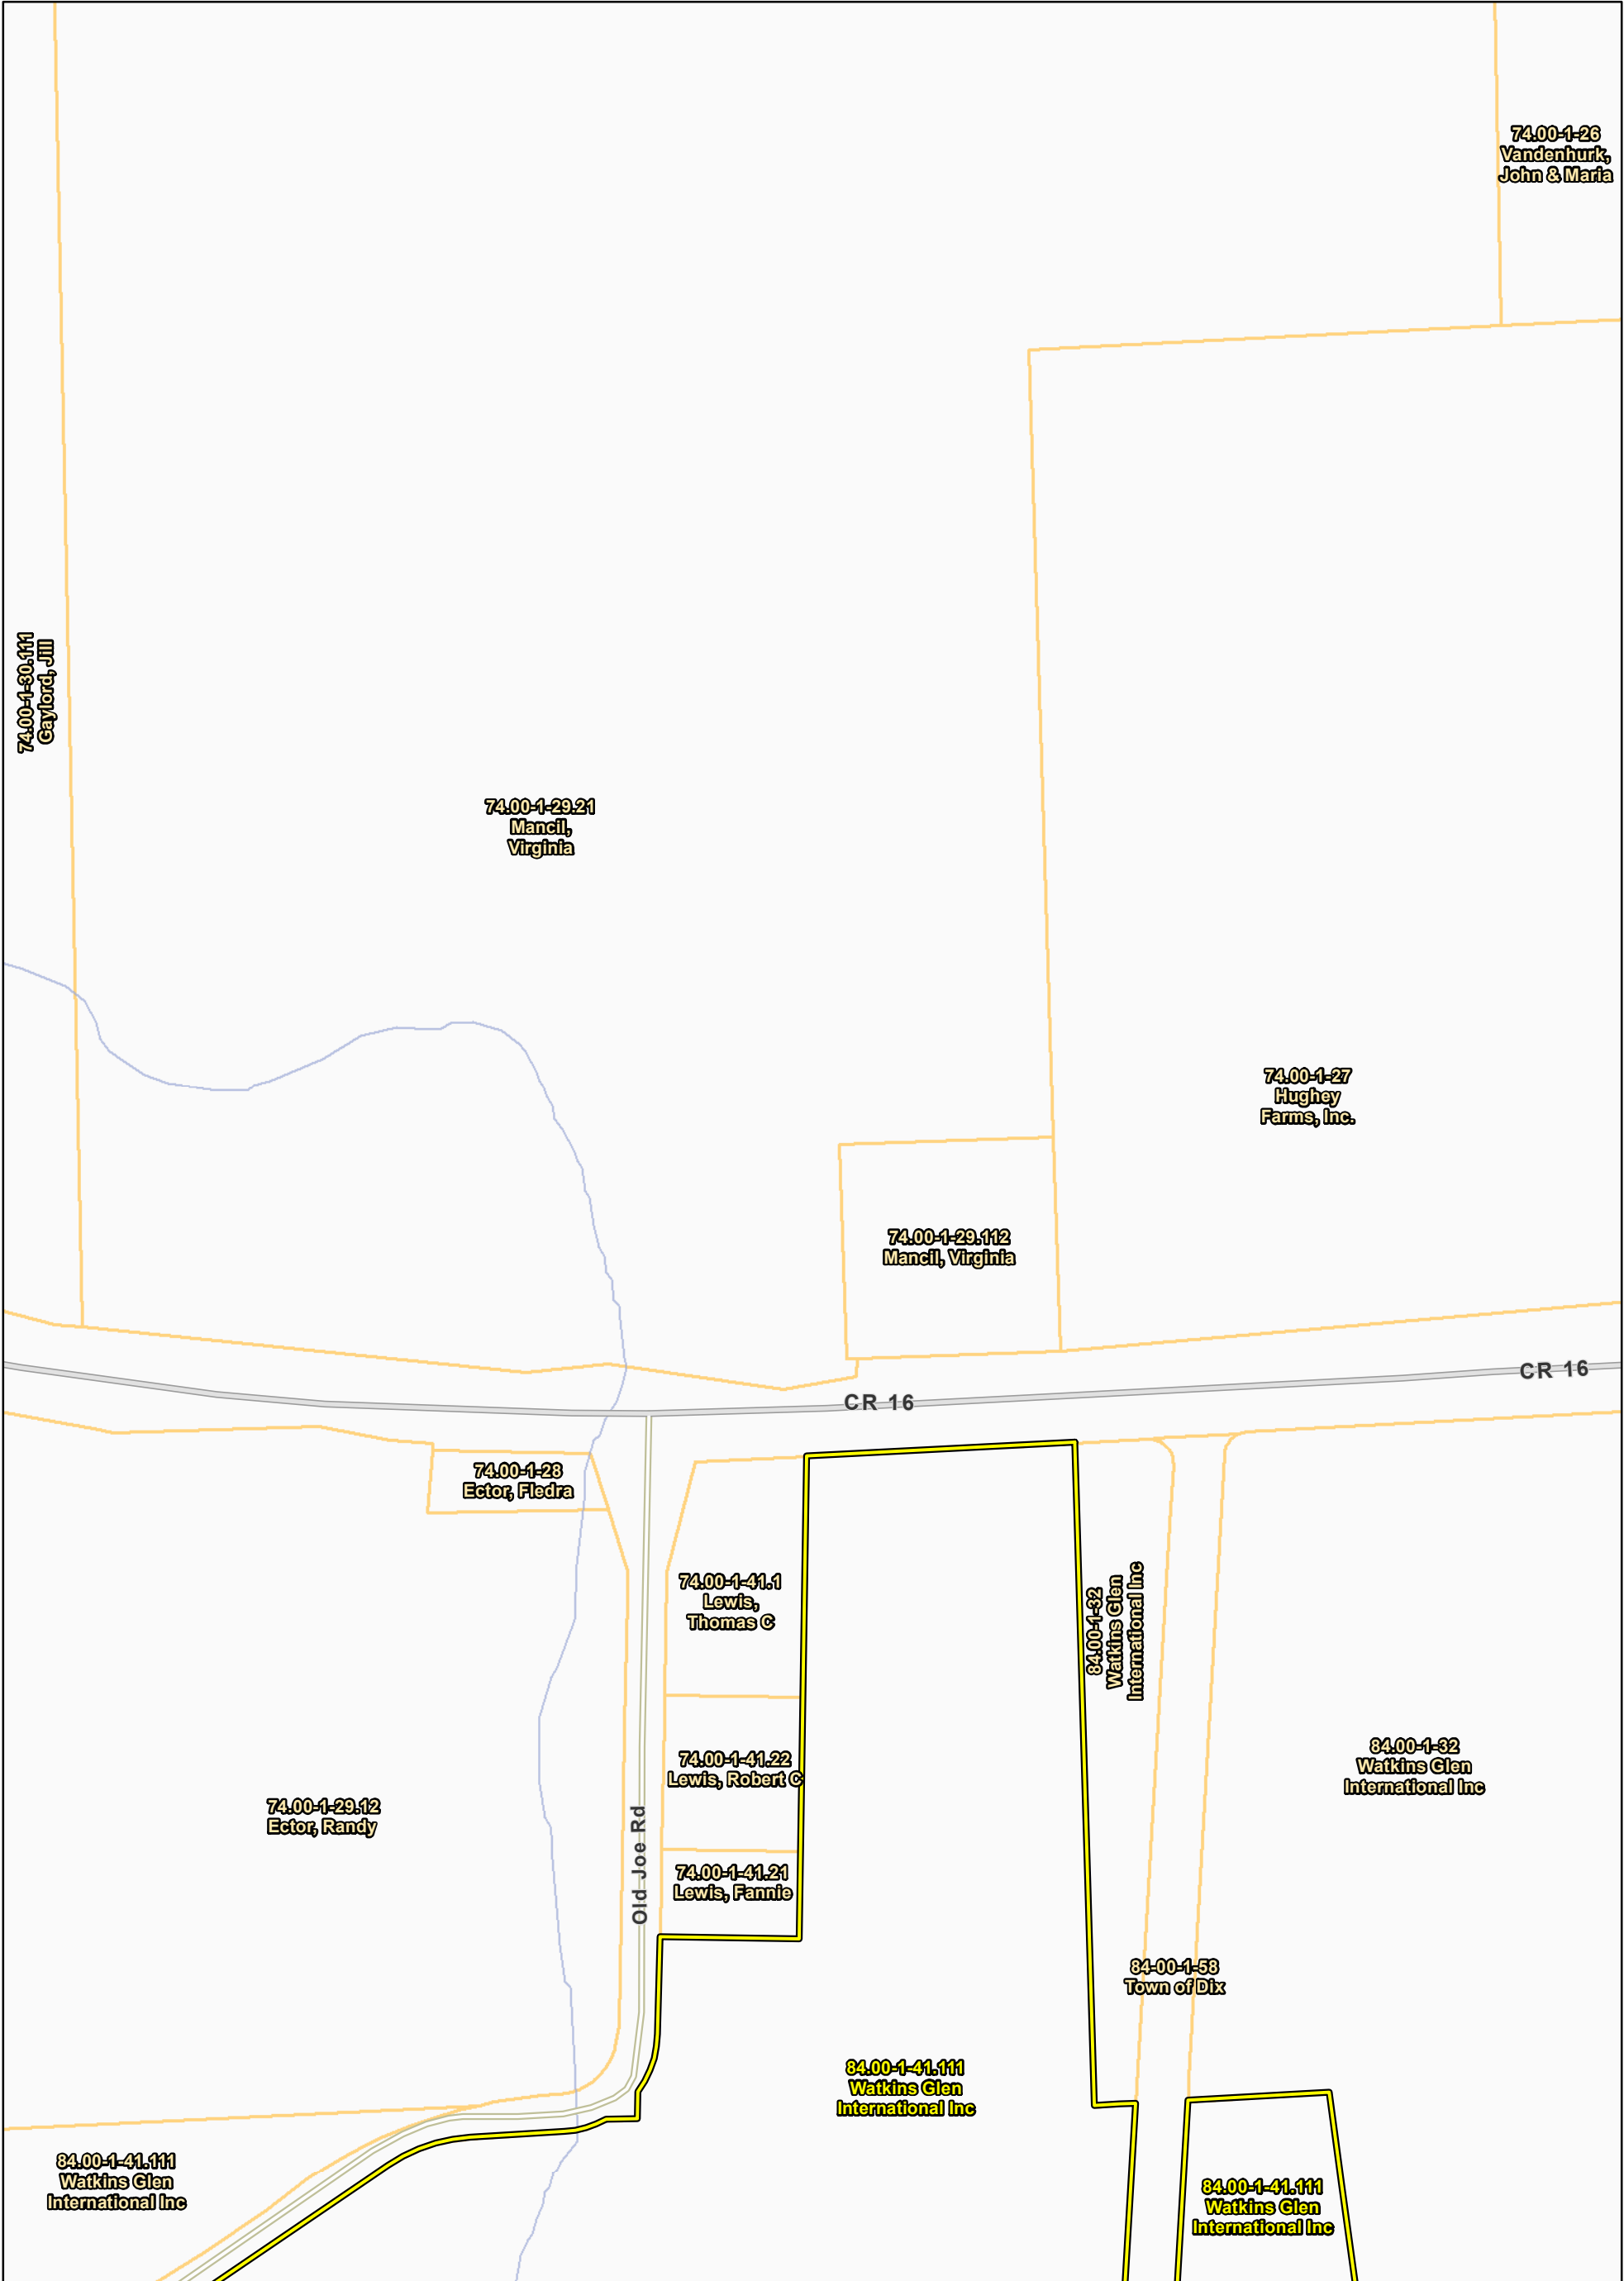 74.00-1-26
Vandenhurk,
John & Maria
74.00-1-30.111
Gaylord, Jill
74.00-1-29.21
Mancil,
Virginia
74.00-1-27
Hughey
Farms, Inc.
74.00-1-29.112
Mancil, Virginia
CR 16
CR 16
74.00-1-28
Ector, Fledra
74.00-1-41.1
Lewis,
Thomas C
84.00-1-32
Watkins Glen
International Inc
74.00-1-41.22
Lewis, Robert C
84.00-1-32
Watkins Glen
International Inc
74.00-1-29.12
Ector, Randy
Old Joe Rd
74.00-1-41.21
Lewis, Fannie
84-00-1-58
Town of Dix
84.00-1-41.111
Watkins Glen
International Inc
84.00-1-41.111
Watkins Glen
International Inc
84.00-1-41.111
Watkins Glen
International Inc